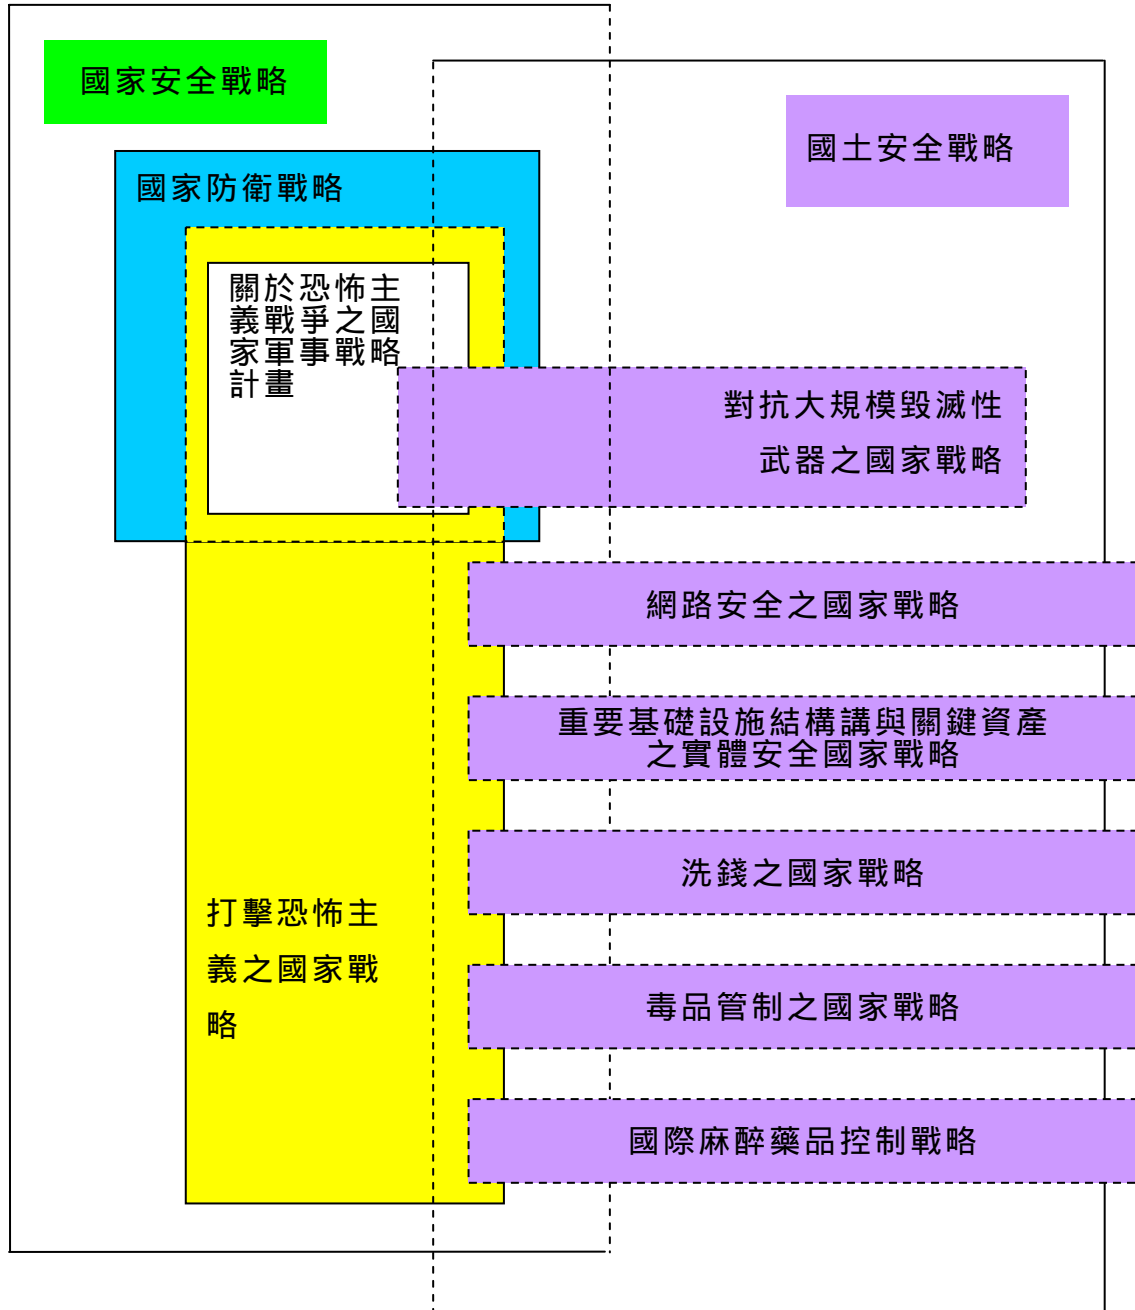 國家安全戰略
國土安全戰略
國家防衛戰略
關於恐怖主
義戰爭之國
家軍事戰略
計畫
對抗大規模毀滅性
武器之國家戰略
網路安全之國家戰略
重要基礎設施結構講與關鍵資產
之實體安全國家戰略
洗錢之國家戰略
打擊恐怖主
義之國家戰
略
毒品管制之國家戰略
國際麻醉藥品控制戰略